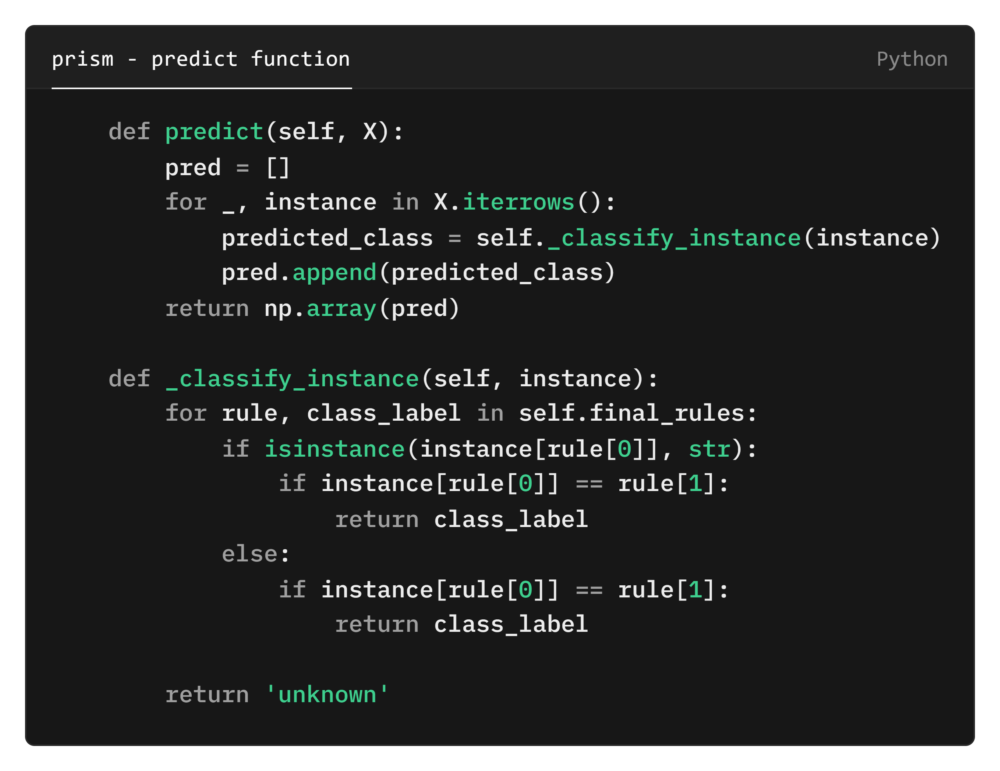 prism - predict function
Python
def predict(self, X):
    pred = []
    for _, instance in X.iterrows():
        predicted_class = self._classify_instance(instance)
        pred.append(predicted_class)
    return np.array(pred)

def _classify_instance(self, instance):
    for rule, class_label in self.final_rules:
        if isinstance(instance[rule[0]], str):
            if instance[rule[0]] == rule[1]:
                return class_label
        else:
            if instance[rule[0]] == rule[1]:
                return class_label

    return 'unknown'